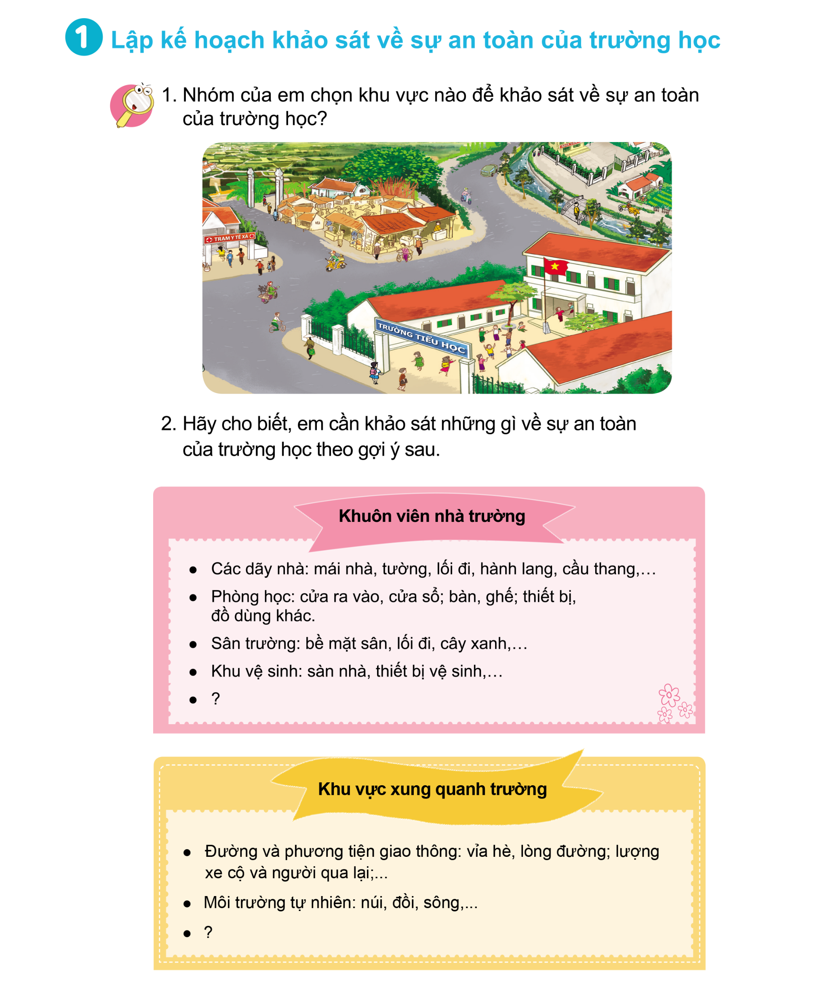 1 Lập kế hoạch khảo sát về sự an toàn của trường học
1. Nhóm của em chọn khu vực nào để khảo sát về sự an toàn
của trường học?
NHÀ VĂN
TRẠM Y TẾ XÃ
TRƯỜNG TIỂU HỌC
2. Hãy cho biết, em cần khảo sát những gì về sự an toàn
của trường học theo gợi ý sau.
Khuôn viên nhà trường
● Các dãy nhà: mái nhà, tường, lối đi, hành lang, cầu thang,…
● Phòng học: cửa ra vào, cửa sổ; bàn, ghế; thiết bị,
đồ dùng khác.
● Sân trường: bề mặt sân, lối đi, cây xanh,…
● Khu vệ sinh: sàn nhà, thiết bị vệ sinh,…
● ?
Khu vực xung quanh trường
● Đường và phương tiện giao thông: vỉa hè, lòng đường; lượng
xe cộ và người qua lại;...
● Môi trường tự nhiên: núi, đồi, sông,...
● ?